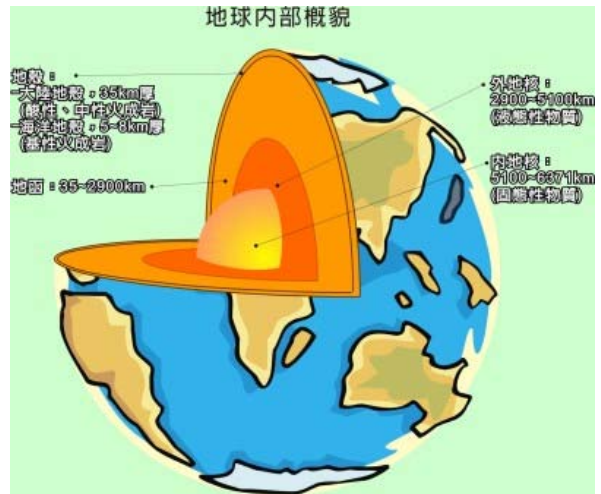 地球内部概貌
地殼：
-大陸地殼，35km厚
(酸性、中性火成岩)
-海洋地殼，5~8km厚
(基性火成岩)
地函：35~2900km
外地核：
2900~5100km
(液態性物質)
内地核：
5100~6371km
(固態性物質)